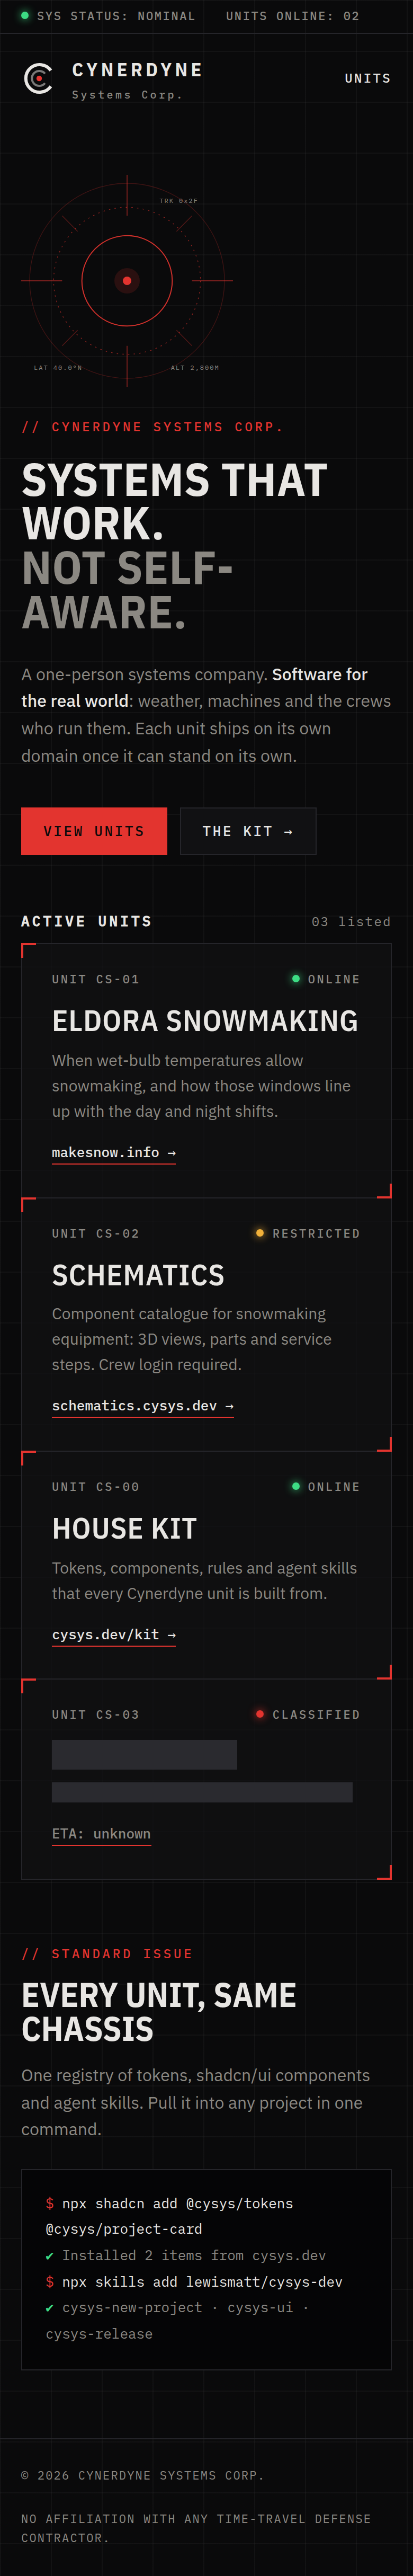 SYS STATUS: NOMINAL UNITS ONLINE: 02
CYNERDYNE
Systems Corp.
UNITS
TRK 0x2F
LAT 40.0°N
ALT 2,600M
// CYNERDYNE SYSTEMS CORP.
SYSTEMS THAT
WORK.
NOT SELF-
AWARE.
A one-person systems company. Software for
the real world: weather, machines and the crews
who run them. Each unit ships on its own
domain once it can stand on its own.
VIEW UNITS
THE KIT →
ACTIVE UNITS
03 listed
UNIT CS-01
ONLINE
ELDORA SNOWMAKING
When wet-bulb temperatures allow
snowmaking, and how those windows line
up with the day and night shifts.
makesnow.info →
UNIT CS-02
RESTRICTED
SCHEMATICS
Component catalogue for snowmaking
equipment: 3D views, parts and service
steps. Crew login required.
schematics.cysys.dev →
UNIT CS-00
ONLINE
HOUSE KIT
Tokens, components, rules and agent skills
that every Cynerdyne unit is built from.
cysys.dev/kit →
UNIT CS-03
CLASSIFIED
ETA: unknown
// STANDARD ISSUE
EVERY UNIT, SAME
CHASSIS
One registry of tokens, shadcn/ui components
and agent skills. Pull it into any project in one
command.
$ npx shadcn add @cysys/tokens
@cysys/project-card
✔ Installed 2 items from cysys.dev
$ npx skills add lewismatt/cysys-dev
✔ cysys-new-project · cysys-ui ·
cysys-release
© 2026 CYNERDYNE SYSTEMS CORP.
NO AFFILIATION WITH ANY TIME-TRAVEL DEFENSE
CONTRACTOR.